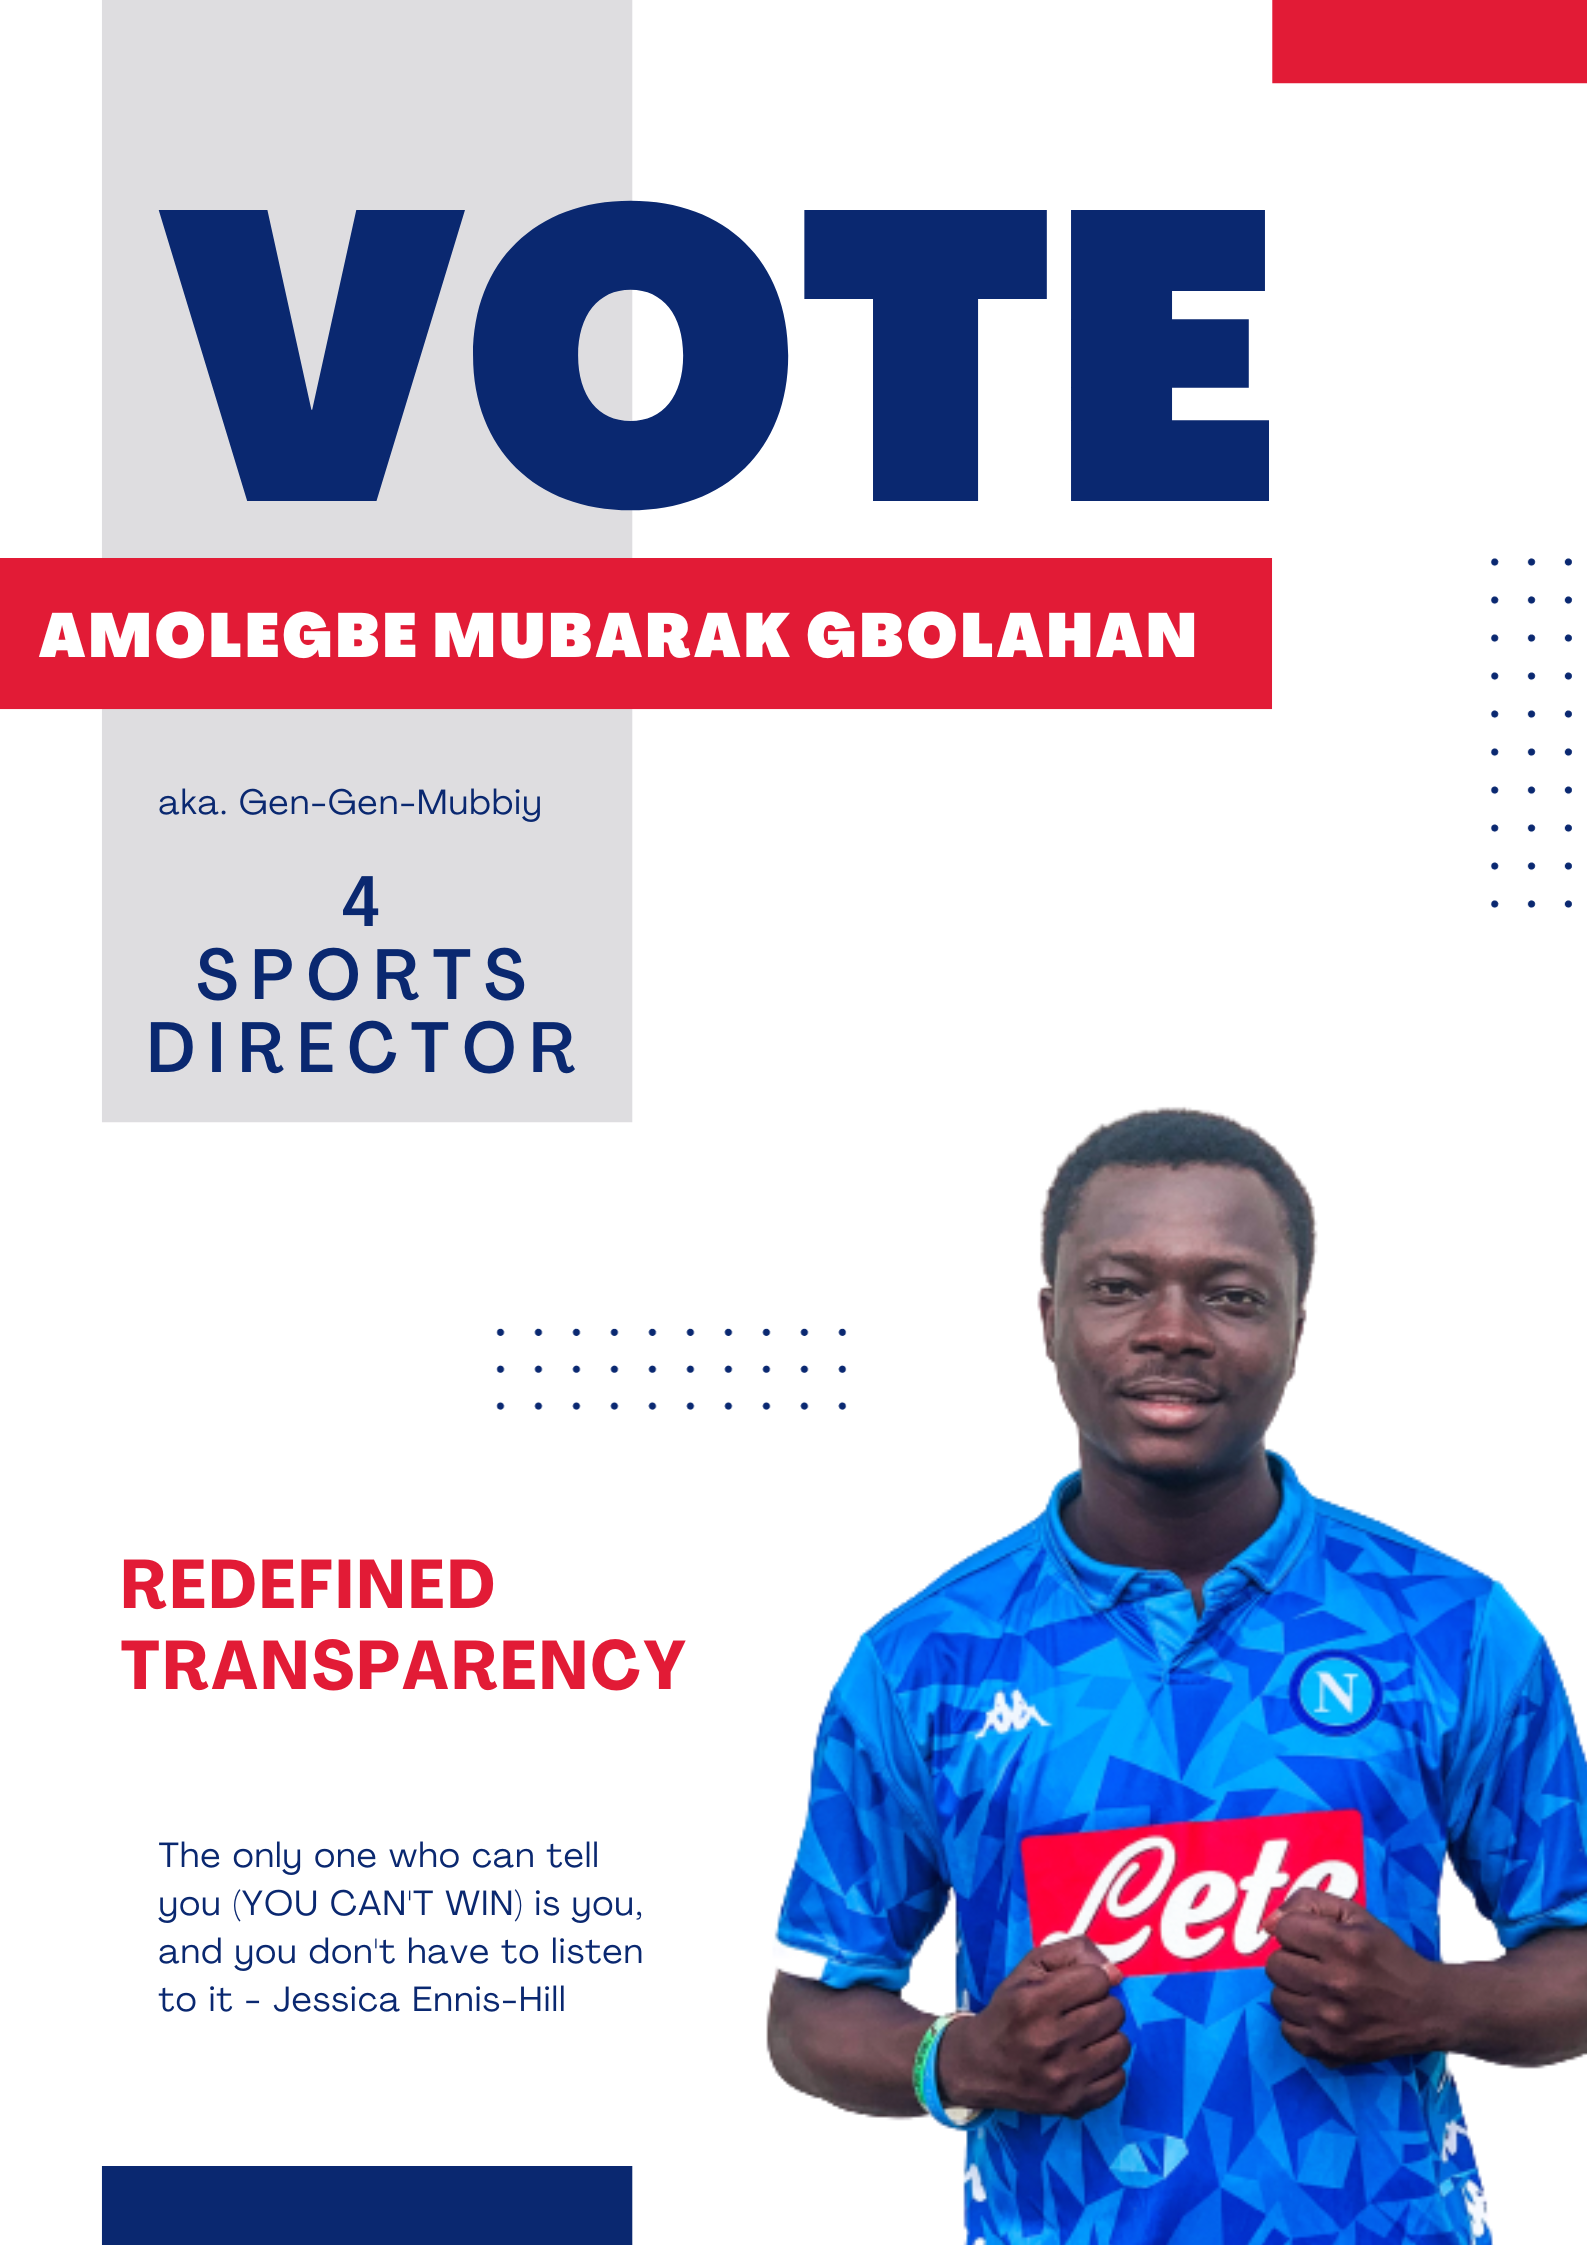 VOTE
AMOLEGBE MUBARAK GBOLAHAN
aka. Gen-Gen-Mubbiy
4
SPORTS
DIRECTOR
REDEFINED
TRANSPARENCY
The only one who can tell
you (YOU CAN'T WIN) is you,
and you don't have to listen
to it - Jessica Ennis-Hill
N
Lete